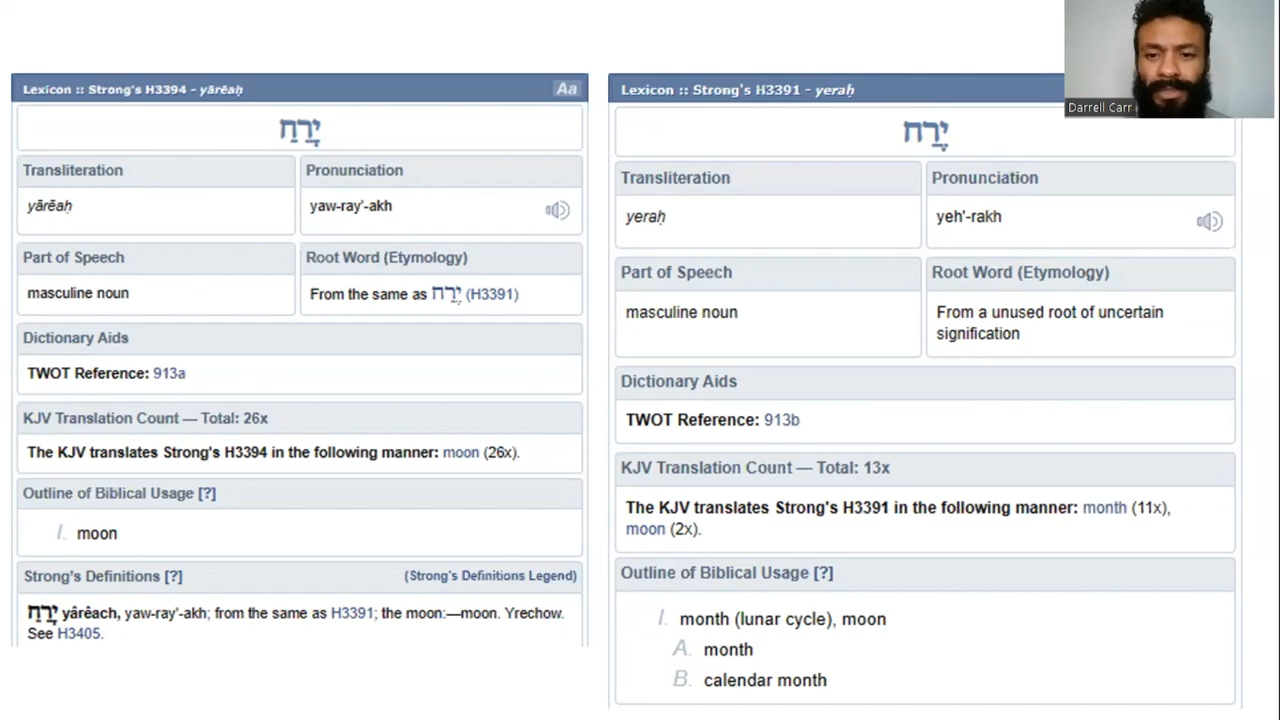 Lexicon :: Strong's H3394 - yārēaḥ Aa
יָרֵחַ
Transliteration
yārēaḥ
Pronunciation
yaw-ray'-akh
Part of Speech
masculine noun
Root Word (Etymology)
From the same as יֶרַח (H3391)
Dictionary Aids
TWOT Reference: 913a
KJV Translation Count — Total: 26x
The KJV translates Strong's H3394 in the following manner: moon (26x).
Outline of Biblical Usage [?]
I. moon
Strong's Definitions [?] (Strong's Definitions Legend)
יָרֵחַ yârêach, yaw-ray'-akh; from the same as H3391; the moon:—moon. Yrechow.
See H3405.
Lexicon :: Strong's H3391 - yeraḥ
יֶרַח
Transliteration
yeraḥ
Pronunciation
yeh'-rakh
Part of Speech
masculine noun
Root Word (Etymology)
From a unused root of uncertain
signification
Dictionary Aids
TWOT Reference: 913b
KJV Translation Count — Total: 13x
The KJV translates Strong's H3391 in the following manner: month (11x),
moon (2x).
Outline of Biblical Usage [?]
I. month (lunar cycle), moon
A. month
B. calendar month
Darrell Carr